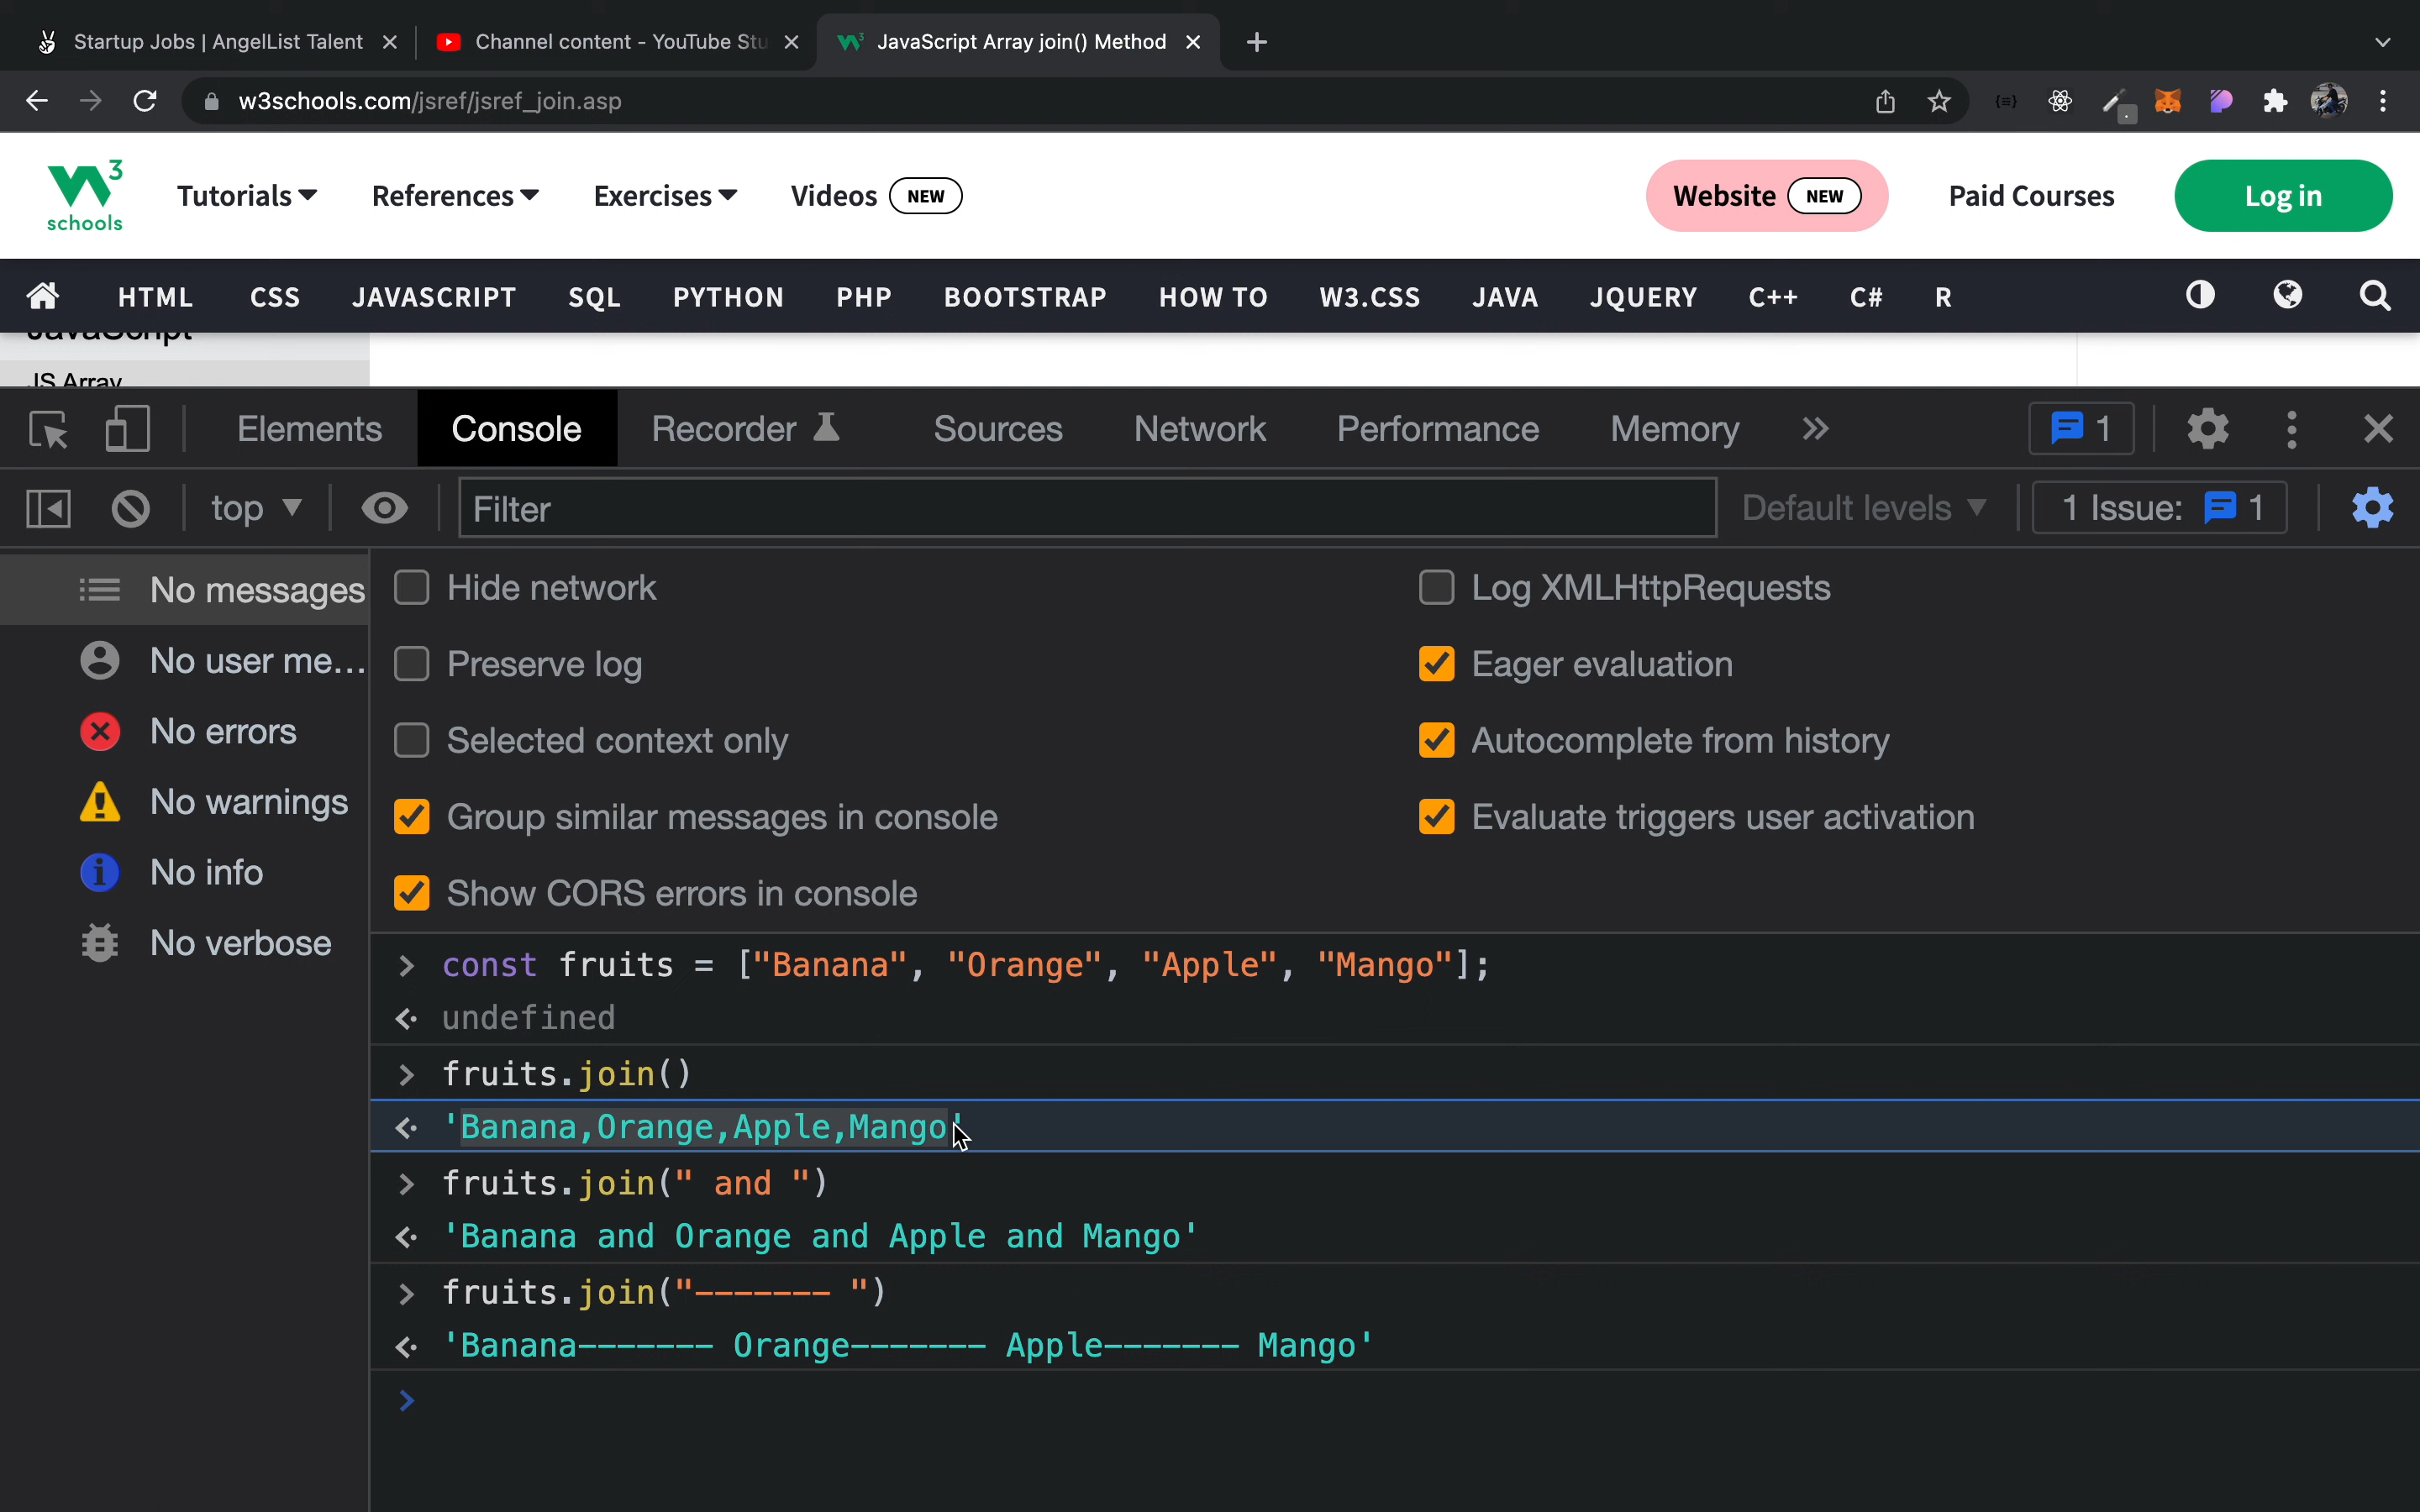 Startup Jobs | AngelList Talent
Channel content - YouTube Stu
JavaScript Array join() Method
w3schools.com/jsref/jsref_join.asp
3
schools
Tutorials
References
Exercises
Videos NEW
Website NEW
Paid Courses
Log in
HTML CSS JAVASCRIPT SQL PYTHON PHP BOOTSTRAP HOW TO W3.CSS JAVA JQUERY C++ C# R
JavaScript
JS Array
Elements Console Recorder Sources Network Performance Memory 1
top Filter Default levels 1 Issue: 1
No messages
No user me...
No errors
No warnings
No info
No verbose
Hide network
Log XMLHttpRequests
Preserve log
Eager evaluation
Selected context only
Autocomplete from history
Group similar messages in console
Evaluate triggers user activation
Show CORS errors in console
> const fruits = ["Banana", "Orange", "Apple", "Mango"];
undefined
> fruits.join()
'Banana,Orange,Apple,Mango'
> fruits.join(" and ")
'Banana and Orange and Apple and Mango'
> fruits.join("------- ")
'Banana------- Orange------- Apple------- Mango'
>